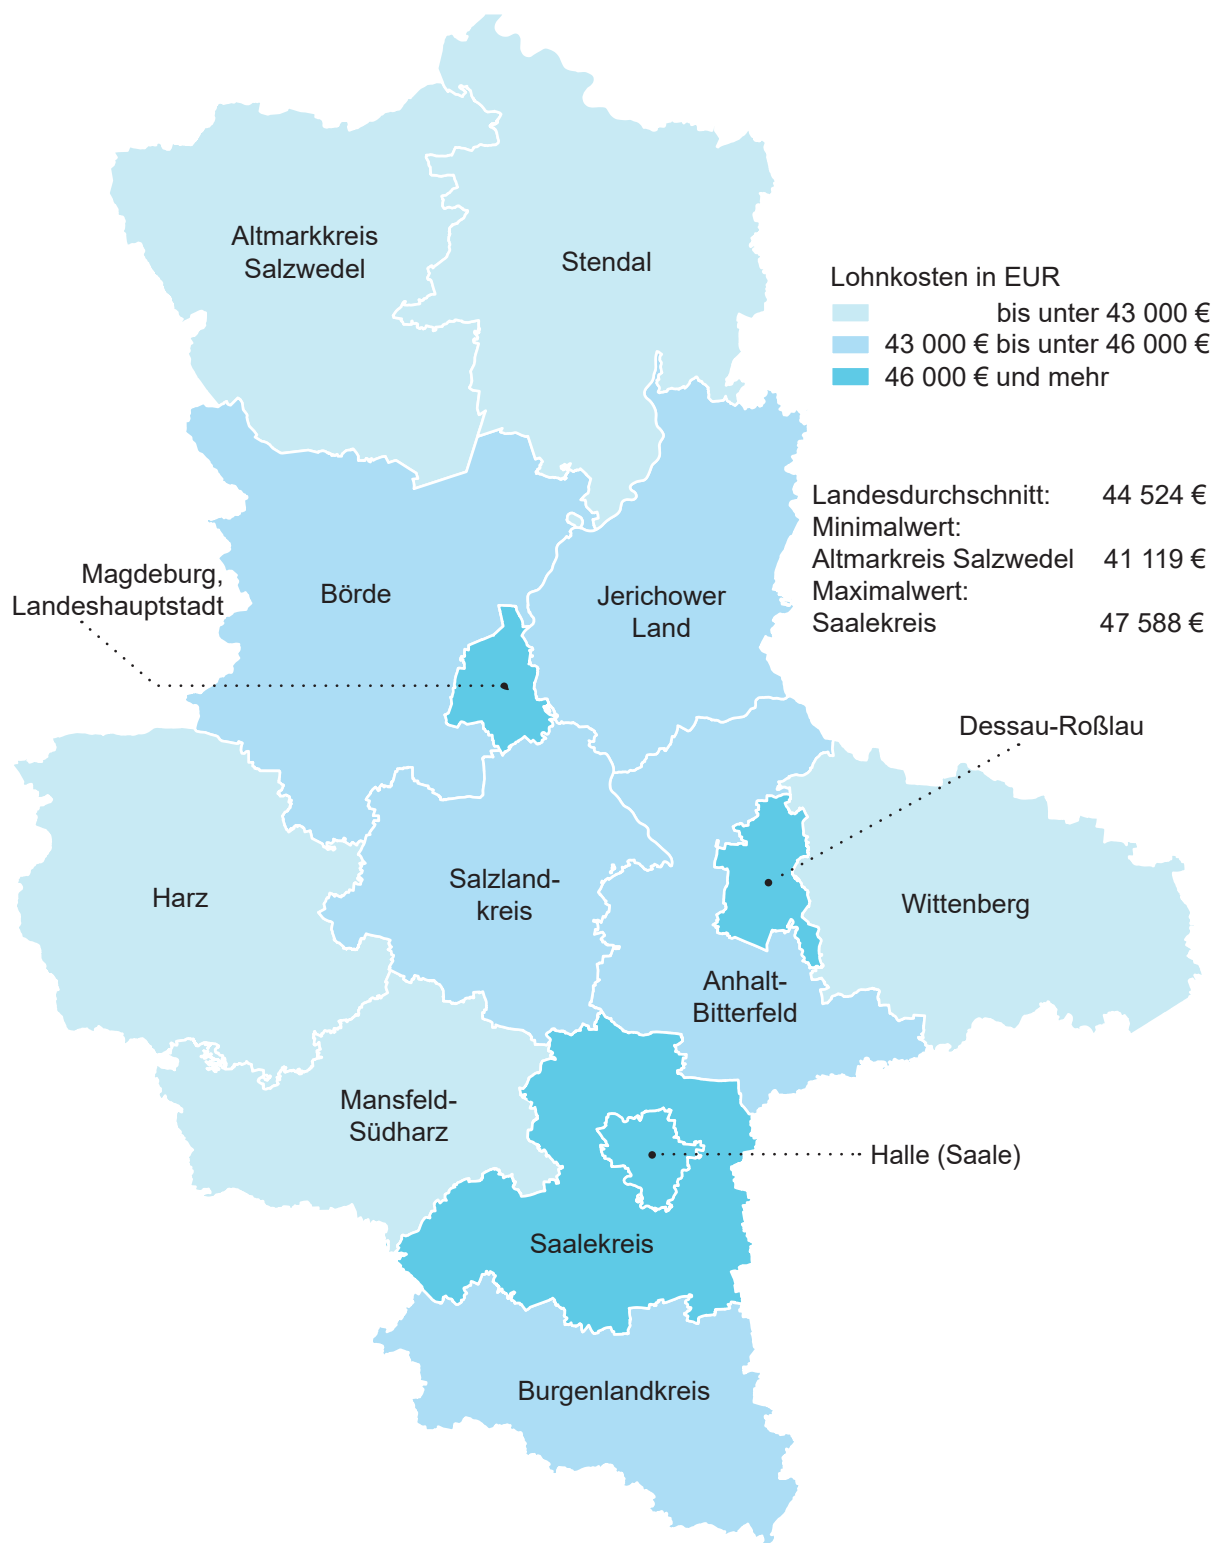 Altmarkkreis
Salzwedel
Stendal
Lohnkosten in EUR
bis unter 43 000 €
43 000 € bis unter 46 000 €
46 000 € und mehr
Landesdurchschnitt: 44 524 €
Minimalwert:
Altmarkreis Salzwedel 41 119 €
Maximalwert:
Saalekreis 47 588 €
Magdeburg,
Landeshauptstadt
Börde
Jerichower
Land
Dessau-Roßlau
Harz
Salzland-
kreis
Wittenberg
Anhalt-
Bitterfeld
Mansfeld-
Südharz
Halle (Saale)
Saalekreis
Burgenlandkreis